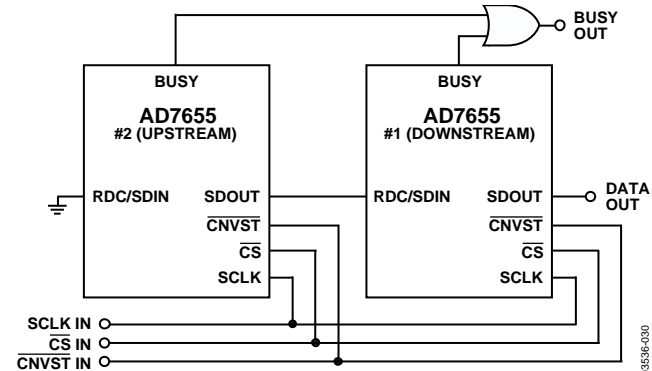 BUSY
OUT
BUSY
BUSY
AD7655
#2 (UPSTREAM)
AD7655
#1 (DOWNSTREAM)
RDC/SDIN
SDOUT
RDC/SDIN
SDOUT
DATA
OUT
CNVST
CNVST
CS
CS
SCLK
SCLK
SCLK IN
CS IN
CNVST IN
3536-030